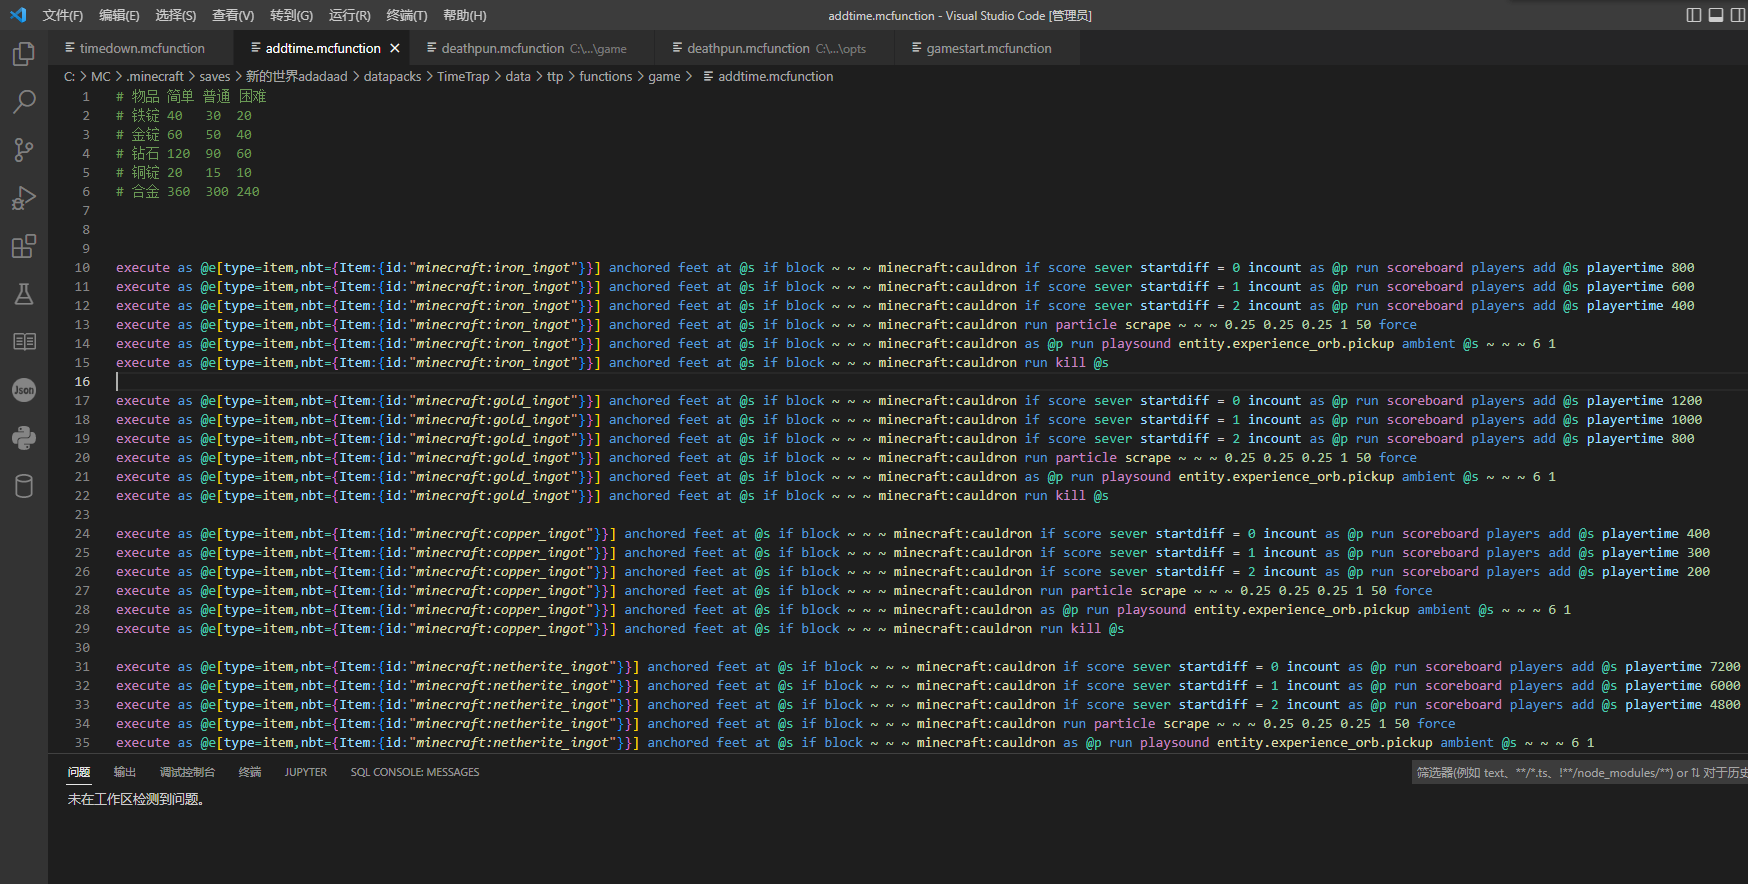 文件(F) 编辑(E) 选择(S) 查看(V) 转到(G) 运行(R) 终端(T) 帮助(H) addtime.mcfunction - Visual Studio Code [管理员]
timedown.mcfunction addtime.mcfunction deathpun.mcfunction C:\...\game deathpun.mcfunction C:\...\opts gamestart.mcfunction
C: > MC > .minecraft > saves > 新的世界adadaad > datapacks > TimeTrap > data > ttp > functions > game > addtime.mcfunction
1 # 物品 简单 普通 困难
2 # 铁锭 40 30 20
3 # 金锭 60 50 40
4 # 钻石 120 90 60
5 # 铜锭 20 15 10
6 # 合金 360 300 240
7
8
9
10 execute as @e[type=item,nbt={Item:{id:"minecraft:iron_ingot"}}] anchored feet at @s if block ~ ~ ~ minecraft:cauldron if score sever startdiff = 0 incount as @p run scoreboard players add @s playertime 800
11 execute as @e[type=item,nbt={Item:{id:"minecraft:iron_ingot"}}] anchored feet at @s if block ~ ~ ~ minecraft:cauldron if score sever startdiff = 1 incount as @p run scoreboard players add @s playertime 600
12 execute as @e[type=item,nbt={Item:{id:"minecraft:iron_ingot"}}] anchored feet at @s if block ~ ~ ~ minecraft:cauldron if score sever startdiff = 2 incount as @p run scoreboard players add @s playertime 400
13 execute as @e[type=item,nbt={Item:{id:"minecraft:iron_ingot"}}] anchored feet at @s if block ~ ~ ~ minecraft:cauldron run particle scrape ~ ~ ~ 0.25 0.25 0.25 1 50 force
14 execute as @e[type=item,nbt={Item:{id:"minecraft:iron_ingot"}}] anchored feet at @s if block ~ ~ ~ minecraft:cauldron as @p run playsound entity.experience_orb.pickup ambient @s ~ ~ ~ 6 1
15 execute as @e[type=item,nbt={Item:{id:"minecraft:iron_ingot"}}] anchored feet at @s if block ~ ~ ~ minecraft:cauldron run kill @s
16
17 execute as @e[type=item,nbt={Item:{id:"minecraft:gold_ingot"}}] anchored feet at @s if block ~ ~ ~ minecraft:cauldron if score sever startdiff = 0 incount as @p run scoreboard players add @s playertime 1200
18 execute as @e[type=item,nbt={Item:{id:"minecraft:gold_ingot"}}] anchored feet at @s if block ~ ~ ~ minecraft:cauldron if score sever startdiff = 1 incount as @p run scoreboard players add @s playertime 1000
19 execute as @e[type=item,nbt={Item:{id:"minecraft:gold_ingot"}}] anchored feet at @s if block ~ ~ ~ minecraft:cauldron if score sever startdiff = 2 incount as @p run scoreboard players add @s playertime 800
20 execute as @e[type=item,nbt={Item:{id:"minecraft:gold_ingot"}}] anchored feet at @s if block ~ ~ ~ minecraft:cauldron run particle scrape ~ ~ ~ 0.25 0.25 0.25 1 50 force
21 execute as @e[type=item,nbt={Item:{id:"minecraft:gold_ingot"}}] anchored feet at @s if block ~ ~ ~ minecraft:cauldron as @p run playsound entity.experience_orb.pickup ambient @s ~ ~ ~ 6 1
22 execute as @e[type=item,nbt={Item:{id:"minecraft:gold_ingot"}}] anchored feet at @s if block ~ ~ ~ minecraft:cauldron run kill @s
23
24 execute as @e[type=item,nbt={Item:{id:"minecraft:copper_ingot"}}] anchored feet at @s if block ~ ~ ~ minecraft:cauldron if score sever startdiff = 0 incount as @p run scoreboard players add @s playertime 400
25 execute as @e[type=item,nbt={Item:{id:"minecraft:copper_ingot"}}] anchored feet at @s if block ~ ~ ~ minecraft:cauldron if score sever startdiff = 1 incount as @p run scoreboard players add @s playertime 300
26 execute as @e[type=item,nbt={Item:{id:"minecraft:copper_ingot"}}] anchored feet at @s if block ~ ~ ~ minecraft:cauldron if score sever startdiff = 2 incount as @p run scoreboard players add @s playertime 200
27 execute as @e[type=item,nbt={Item:{id:"minecraft:copper_ingot"}}] anchored feet at @s if block ~ ~ ~ minecraft:cauldron run particle scrape ~ ~ ~ 0.25 0.25 0.25 1 50 force
28 execute as @e[type=item,nbt={Item:{id:"minecraft:copper_ingot"}}] anchored feet at @s if block ~ ~ ~ minecraft:cauldron as @p run playsound entity.experience_orb.pickup ambient @s ~ ~ ~ 6 1
29 execute as @e[type=item,nbt={Item:{id:"minecraft:copper_ingot"}}] anchored feet at @s if block ~ ~ ~ minecraft:cauldron run kill @s
30
31 execute as @e[type=item,nbt={Item:{id:"minecraft:netherite_ingot"}}] anchored feet at @s if block ~ ~ ~ minecraft:cauldron if score sever startdiff = 0 incount as @p run scoreboard players add @s playertime 7200
32 execute as @e[type=item,nbt={Item:{id:"minecraft:netherite_ingot"}}] anchored feet at @s if block ~ ~ ~ minecraft:cauldron if score sever startdiff = 1 incount as @p run scoreboard players add @s playertime 6000
33 execute as @e[type=item,nbt={Item:{id:"minecraft:netherite_ingot"}}] anchored feet at @s if block ~ ~ ~ minecraft:cauldron if score sever startdiff = 2 incount as @p run scoreboard players add @s playertime 4800
34 execute as @e[type=item,nbt={Item:{id:"minecraft:netherite_ingot"}}] anchored feet at @s if block ~ ~ ~ minecraft:cauldron run particle scrape ~ ~ ~ 0.25 0.25 0.25 1 50 force
35 execute as @e[type=item,nbt={Item:{id:"minecraft:netherite_ingot"}}] anchored feet at @s if block ~ ~ ~ minecraft:cauldron as @p run playsound entity.experience_orb.pickup ambient @s ~ ~ ~ 6 1
问题 输出 调试控制台 终端 JUPYTER SQL CONSOLE: MESSAGES 筛选器(例如 text、**/*.ts、!**/node_modules/**) or ⇅ 对于历史
未在工作区检测到问题。
Json